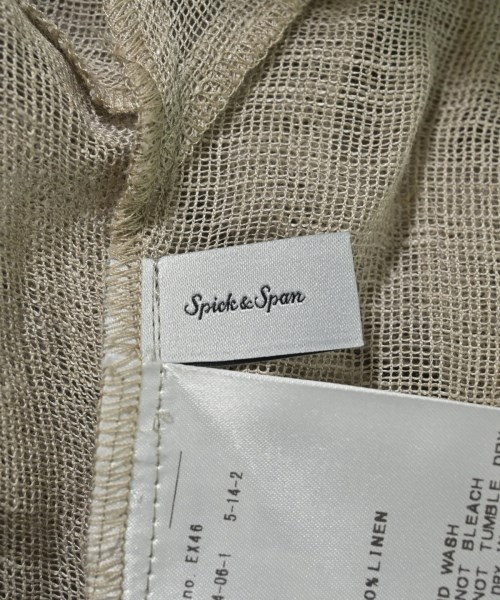 Spick & Span
no. EX46
4-06-1 5-14-2
0% LINEN
D WASH
NOT BLEACH
NOT TUMBLE DRY